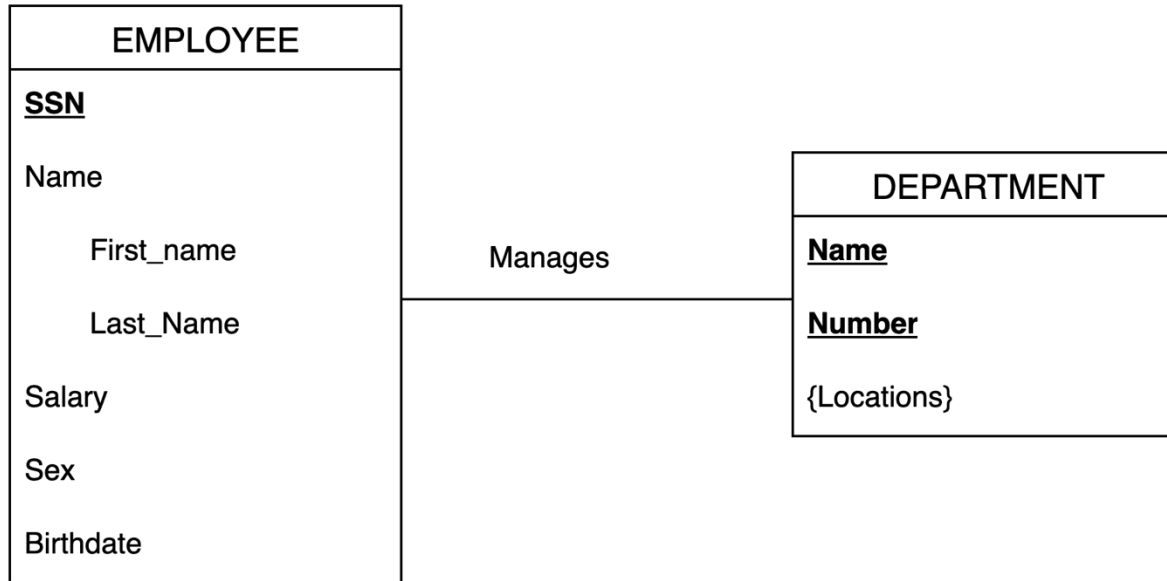 EMPLOYEE
SSN
Name
First_name
Last_Name
Salary
Sex
Birthdate
Manages
DEPARTMENT
Name
Number
{Locations}